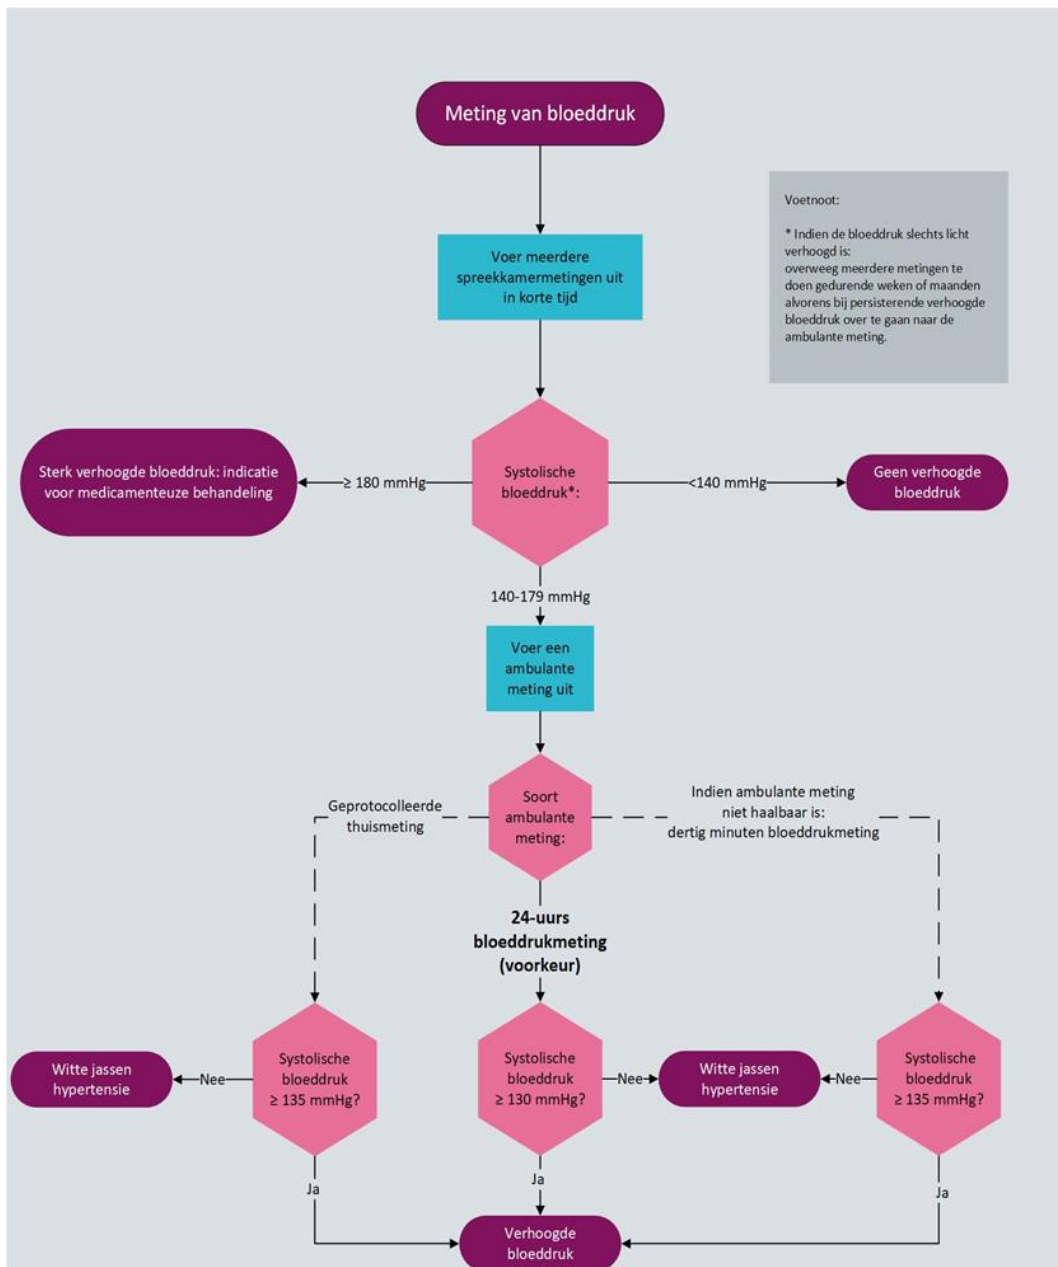 Meting van bloeddruk
Voetnoot:
* Indien de bloeddruk slechts licht
verhoogd is:
overweeg meerdere metingen te
doen gedurende weken of maanden
alvorens bij persisterende verhoogde
bloeddruk over te gaan naar de
ambulante meting.
Voer meerdere
spreekkamermetingen uit
in korte tijd
Sterk verhoogde bloeddruk: indicatie
voor medicamenteuze behandeling
≥ 180 mmHg
Systolische
bloeddruk*:
<140 mmHg
Geen verhoogde
bloeddruk
140-179 mmHg
Voer een
ambulante
meting uit
Geprotocolleerde
thuismeting
Soort
ambulante
meting:
Indien ambulante meting
niet haalbaar is:
dertig minuten bloeddrukmeting
24-uurs
bloeddrukmeting
(voorkeur)
Witte jassen
hypertensie
Nee
Systolische
bloeddruk
≥ 135 mmHg?
Systolische
bloeddruk
≥ 130 mmHg?
Nee
Witte jassen
hypertensie
Nee
Systolische
bloeddruk
≥ 135 mmHg?
Ja
Ja
Ja
Verhoogde
bloeddruk